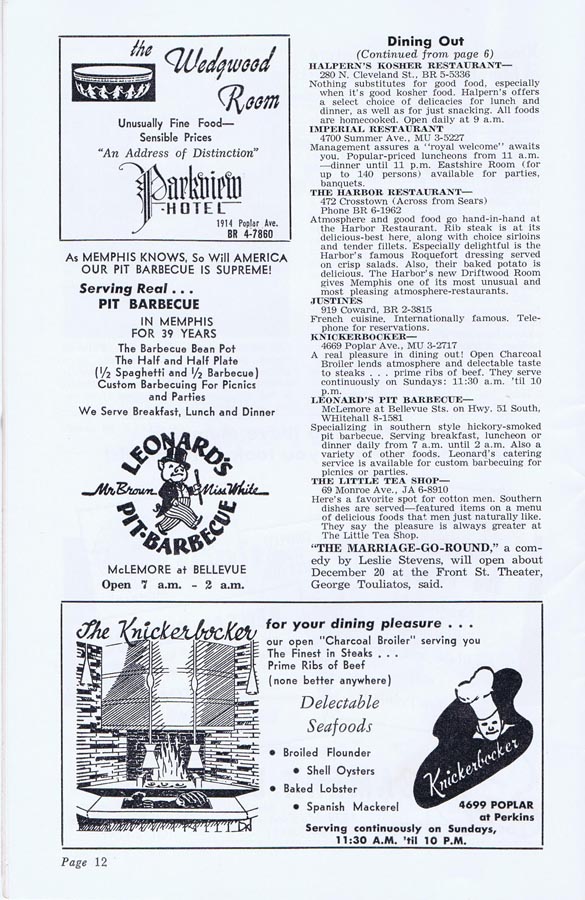 the
Wedgwood
Room
Unusually Fine Food—
Sensible Prices
"An Address of Distinction"
Parkview
-HOTEL-
1914 Poplar Ave.
BR 4-7860
As MEMPHIS KNOWS, So Will AMERICA
OUR PIT BARBECUE IS SUPREME!
Serving Real . . .
PIT BARBECUE
IN MEMPHIS
FOR 39 YEARS
The Barbecue Bean Pot
The Half and Half Plate
(½ Spaghetti and ½ Barbecue)
Custom Barbecuing For Picnics
and Parties
We Serve Breakfast, Lunch and Dinner
LEONARD'S
Mr Brown Miss White
PIT-BARBECUE
McLEMORE at BELLEVUE
Open 7 a.m. - 2 a.m.
Dining Out
(Continued from page 6)
HALPERN'S KOSHER RESTAURANT—
280 N. Cleveland St., BR 5-5336
Nothing substitutes for good food, especially
when it's good kosher food. Halpern's offers
a select choice of delicacies for lunch and
dinner, as well as for just snacking. All foods
are homecooked. Open daily at 9 a.m.
IMPERIAL RESTAURANT
4700 Summer Ave., MU 3-5227
Management assures a "royal welcome" awaits
you. Popular-priced luncheons from 11 a.m.
—dinner until 11 p.m. Eastshire Room (for
up to 140 persons) available for parties,
banquets.
THE HARBOR RESTAURANT—
472 Crosstown (Across from Sears)
Phone BR 6-1962
Atmosphere and good food go hand-in-hand at
the Harbor Restaurant. Rib steak is at its
delicious-best here, along with choice sirloins
and tender fillets. Especially delightful is the
Harbor's famous Roquefort dressing served
on crisp salads. Also, their baked potato is
delicious. The Harbor's new Driftwood Room
gives Memphis one of its most unusual and
most pleasing atmosphere-restaurants.
JUSTINES
919 Coward, BR 2-3815
French cuisine. Internationally famous. Tele-
phone for reservations.
KNICKERBOCKER—
4669 Poplar Ave., MU 3-2717
A real pleasure in dining out! Open Charcoal
Broiler lends atmosphere and delectable taste
to steaks . . . prime ribs of beef. They serve
continuously on Sundays: 11:30 a.m. 'til 10
p.m.
LEONARD'S PIT BARBECUE—
McLemore at Bellevue Sts. on Hwy. 51 South,
WHitehall 8-1581
Specializing in southern style hickory-smoked
pit barbecue. Serving breakfast, luncheon or
dinner daily from 7 a.m. until 2 a.m. Also a
variety of other foods. Leonard's catering
service is available for custom barbecuing for
picnics or parties.
THE LITTLE TEA SHOP—
69 Monroe Ave., JA 6-8910
Here's a favorite spot for cotton men. Southern
dishes are served—featured items on a menu
of delicious foods that men just naturally like.
They say the pleasure is always greater at
The Little Tea Shop.
"THE MARRIAGE-GO-ROUND," a com-
edy by Leslie Stevens, will open about
December 20 at the Front St. Theater,
George Touliatos, said.
The Knickerbocker
for your dining pleasure . . .
our open "Charcoal Broiler" serving you
The Finest in Steaks . . .
Prime Ribs of Beef
(none better anywhere)
Delectable
Seafoods
• Broiled Flounder
• Shell Oysters
• Baked Lobster
• Spanish Mackerel
Knickerbocker
4699 POPLAR
at Perkins
Serving continuously on Sundays,
11:30 A.M. 'til 10 P.M.
Page 12